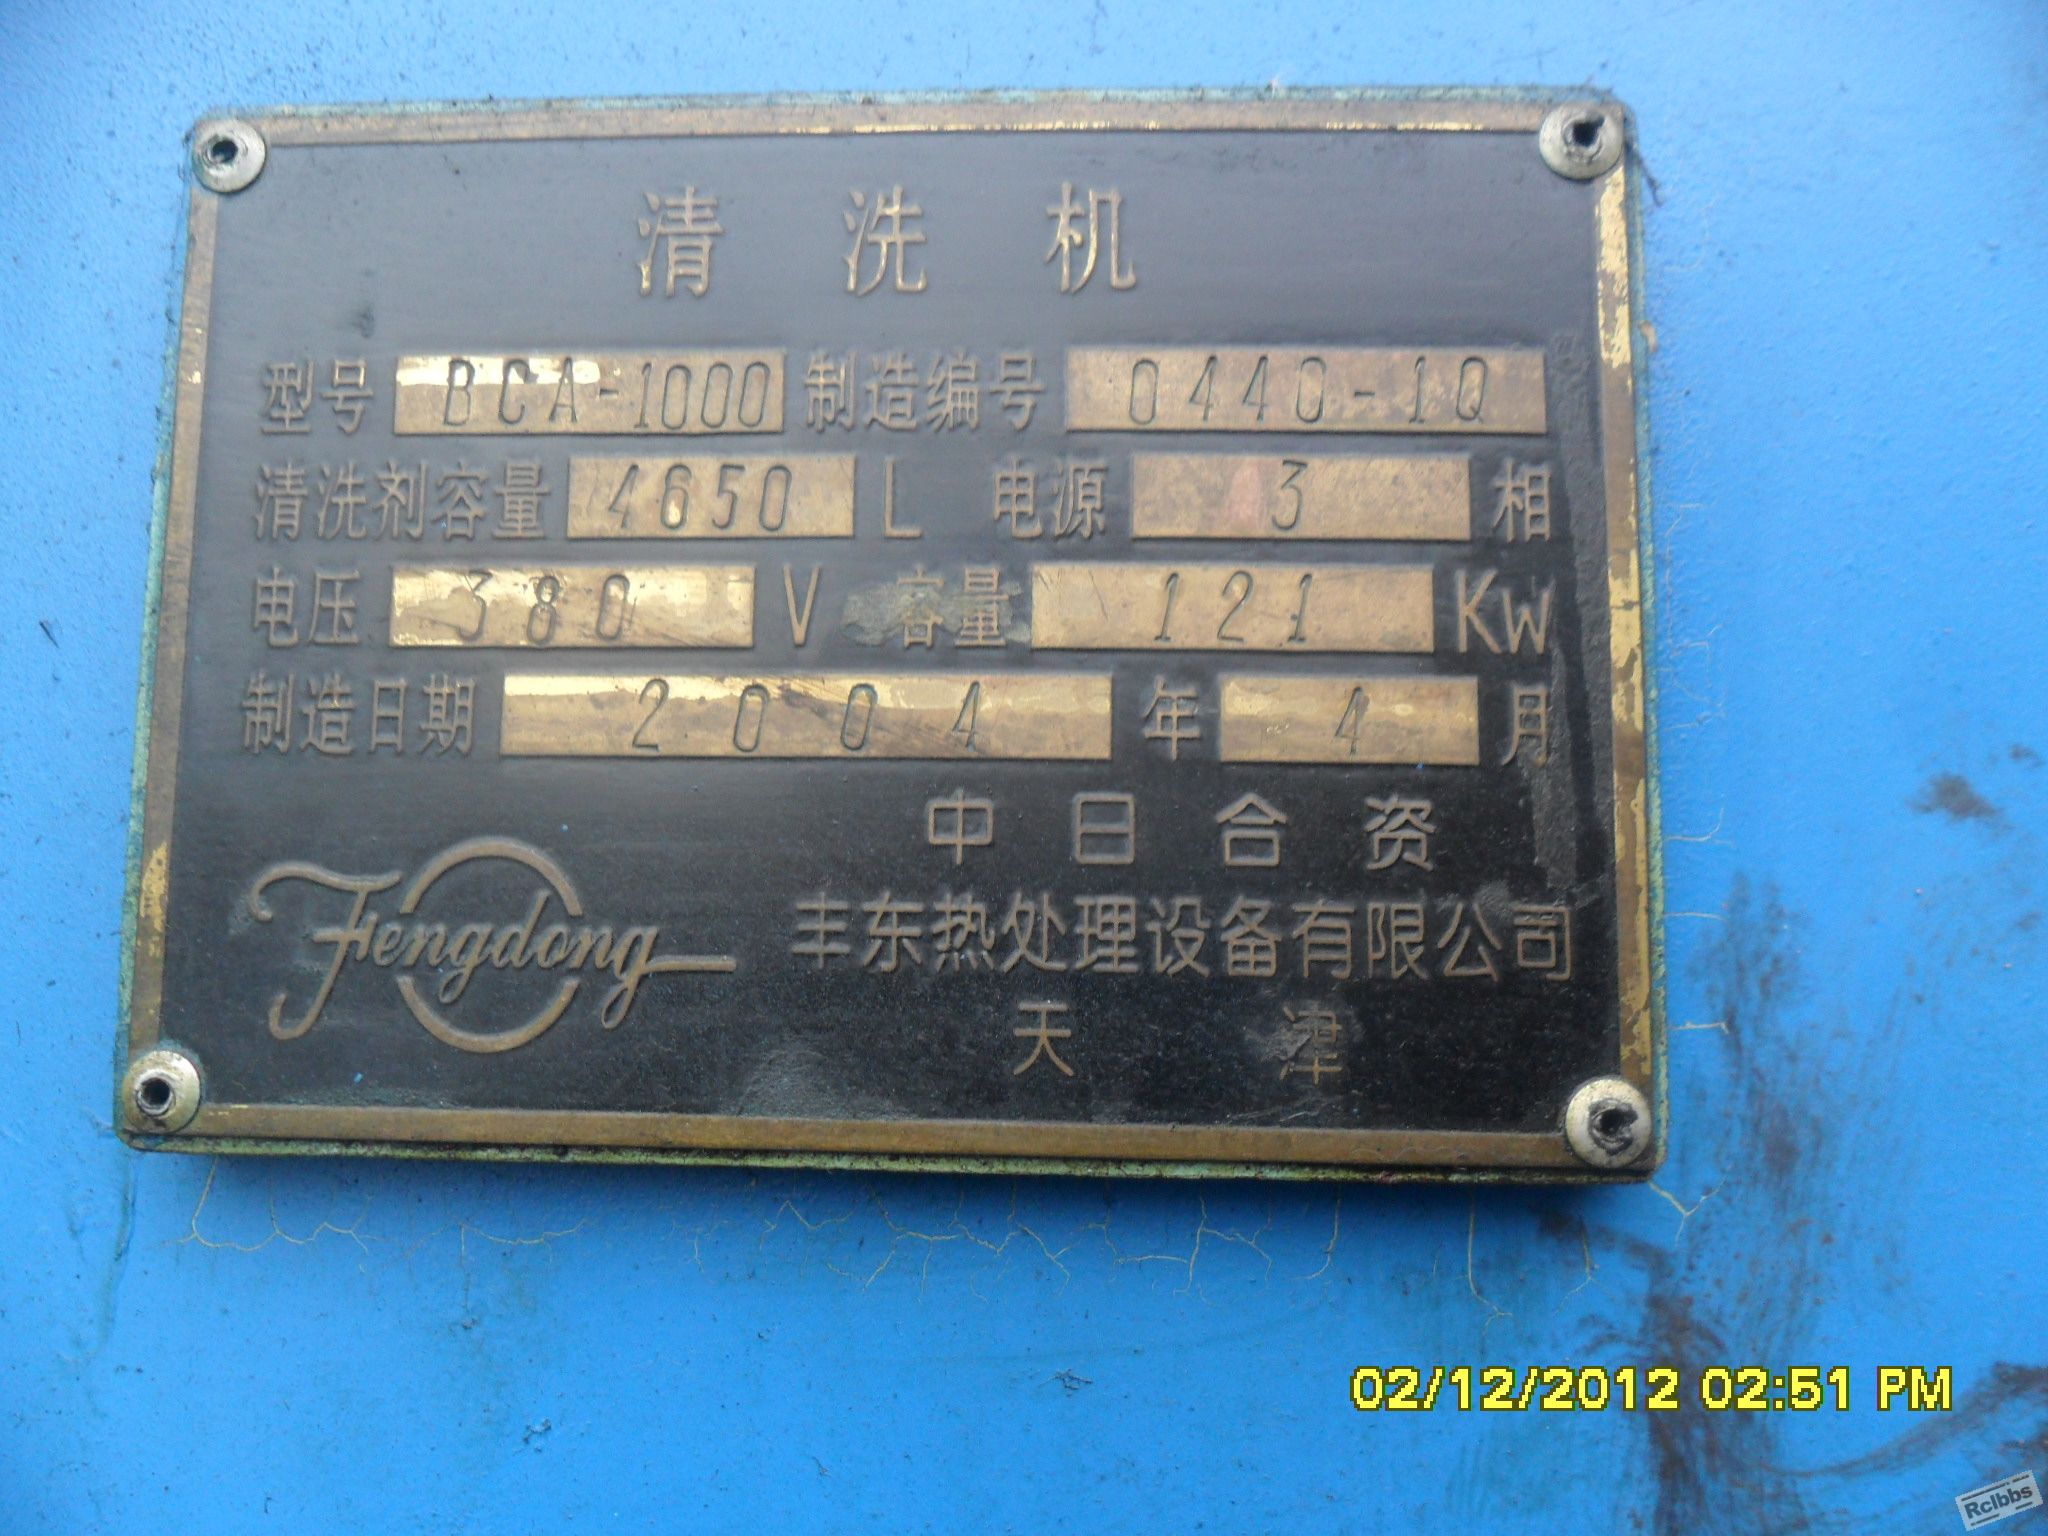 清洗机
型号 BCA-1000 制造编号 0440-1Q
清洗剂容量 4650 L 电源 3 相
电压 380 V 容量 121 KW
制造日期 2004 年 4 月
中日合资
Fengdong 丰东热处理设备有限公司
天津
02/12/2012 02:51 PM
Rclbbs